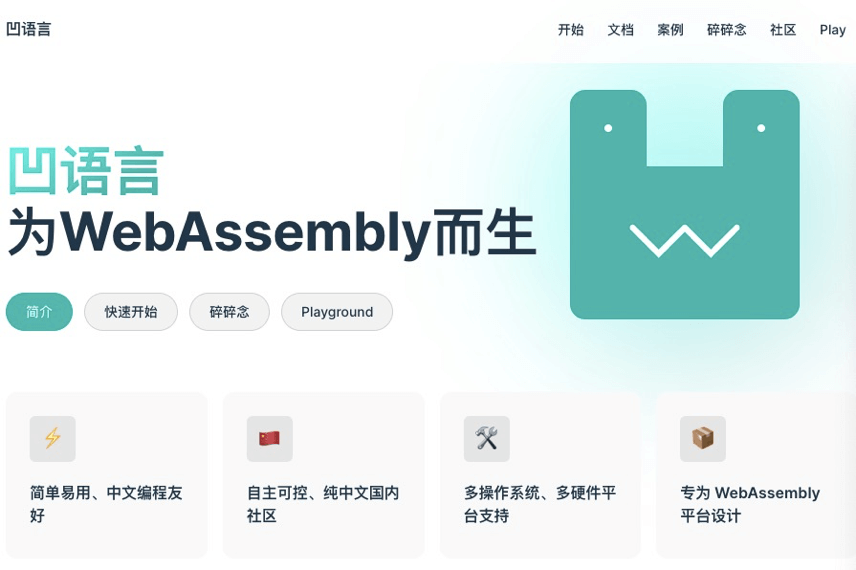 凹语言
开始 文档 案例 碎碎念 社区 Play
凹语言
为WebAssembly而生
简介 快速开始 碎碎念 Playground
简单易用、中文编程友
好
自主可控、纯中文国内
社区
多操作系统、多硬件平
台支持
专为 WebAssembly
平台设计